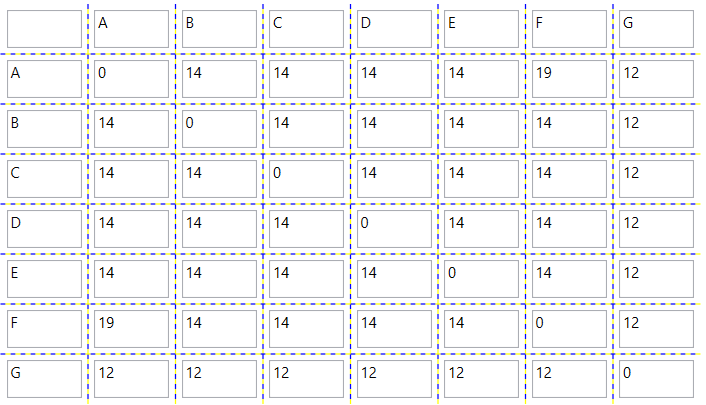 A B C D E F G
A 0 14 14 14 14 19 12
B 14 0 14 14 14 14 12
C 14 14 0 14 14 14 12
D 14 14 14 0 14 14 12
E 14 14 14 14 0 14 12
F 19 14 14 14 14 0 12
G 12 12 12 12 12 12 0